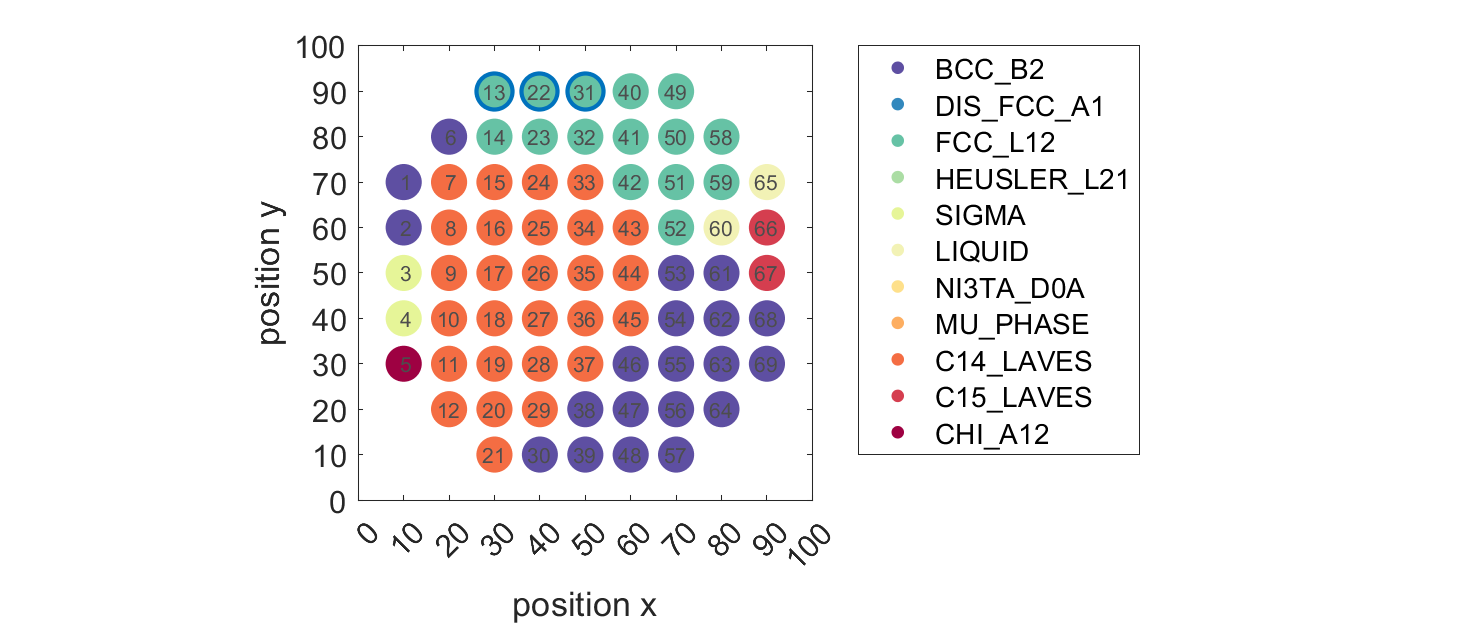 100
90
80
70
60
50
40
30
20
10
0
13 22 31 40 49
6 14 23 32 41 50 58
1 7 15 24 33 42 51 59 65
2 8 16 25 34 43 52 60 66
3 9 17 26 35 44 53 61 67
4 10 18 27 36 45 54 62 68
5 11 19 28 37 46 55 63 69
12 20 29 38 47 56 64
21 30 39 48 57
0 10 20 30 40 50 60 70 80 90 100
position x
position y
BCC_B2
DIS_FCC_A1
FCC_L12
HEUSLER_L21
SIGMA
LIQUID
NI3TA_D0A
MU_PHASE
C14_LAVES
C15_LAVES
CHI_A12